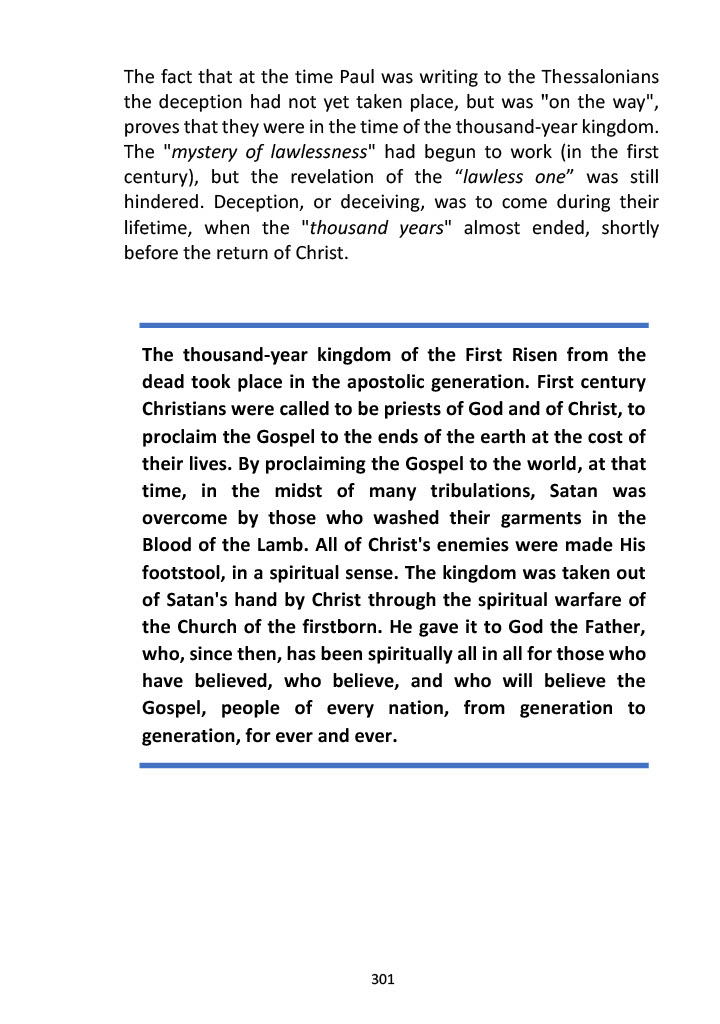 The fact that at the time Paul was writing to the Thessalonians
the deception had not yet taken place, but was "on the way",
proves that they were in the time of the thousand-year kingdom.
The "mystery of lawlessness" had begun to work (in the first
century), but the revelation of the “lawless one” was still
hindered. Deception, or deceiving, was to come during their
lifetime, when the "thousand years" almost ended, shortly
before the return of Christ.
The thousand-year kingdom of the First Risen from the
dead took place in the apostolic generation. First century
Christians were called to be priests of God and of Christ, to
proclaim the Gospel to the ends of the earth at the cost of
their lives. By proclaiming the Gospel to the world, at that
time, in the midst of many tribulations, Satan was
overcome by those who washed their garments in the
Blood of the Lamb. All of Christ's enemies were made His
footstool, in a spiritual sense. The kingdom was taken out
of Satan's hand by Christ through the spiritual warfare of
the Church of the firstborn. He gave it to God the Father,
who, since then, has been spiritually all in all for those who
have believed, who believe, and who will believe the
Gospel, people of every nation, from generation to
generation, for ever and ever.
301